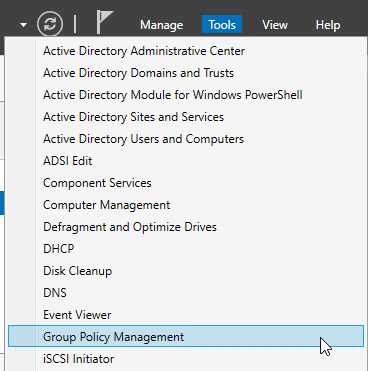 Manage Tools View Help
Active Directory Administrative Center
Active Directory Domains and Trusts
Active Directory Module for Windows PowerShell
Active Directory Sites and Services
Active Directory Users and Computers
ADSI Edit
Component Services
Computer Management
Defragment and Optimize Drives
DHCP
Disk Cleanup
DNS
Event Viewer
Group Policy Management
iSCSI Initiator